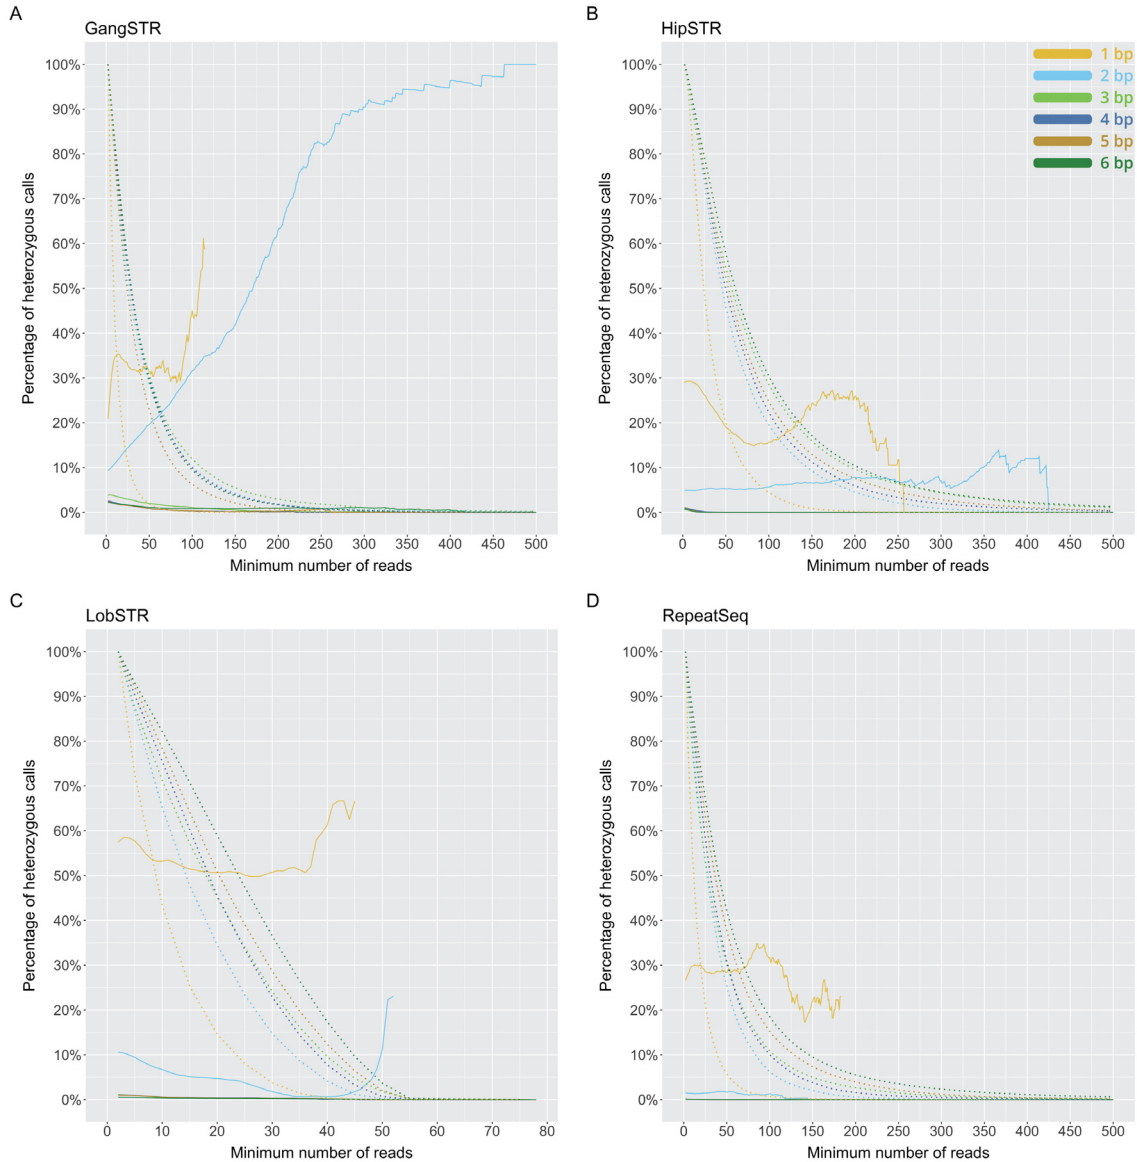 A
GangSTR
100%
90%
80%
70%
60%
50%
40%
30%
20%
10%
0%
Percentage of heterozygous calls
0 50 100 150 200 250 300 350 400 450 500
Minimum number of reads
B
HipSTR
1 bp
2 bp
3 bp
4 bp
5 bp
6 bp
100%
90%
80%
70%
60%
50%
40%
30%
20%
10%
0%
Percentage of heterozygous calls
0 50 100 150 200 250 300 350 400 450 500
Minimum number of reads
C
LobSTR
100%
90%
80%
70%
60%
50%
40%
30%
20%
10%
0%
Percentage of heterozygous calls
0 10 20 30 40 50 60 70 80
Minimum number of reads
D
RepeatSeq
100%
90%
80%
70%
60%
50%
40%
30%
20%
10%
0%
Percentage of heterozygous calls
0 50 100 150 200 250 300 350 400 450 500
Minimum number of reads